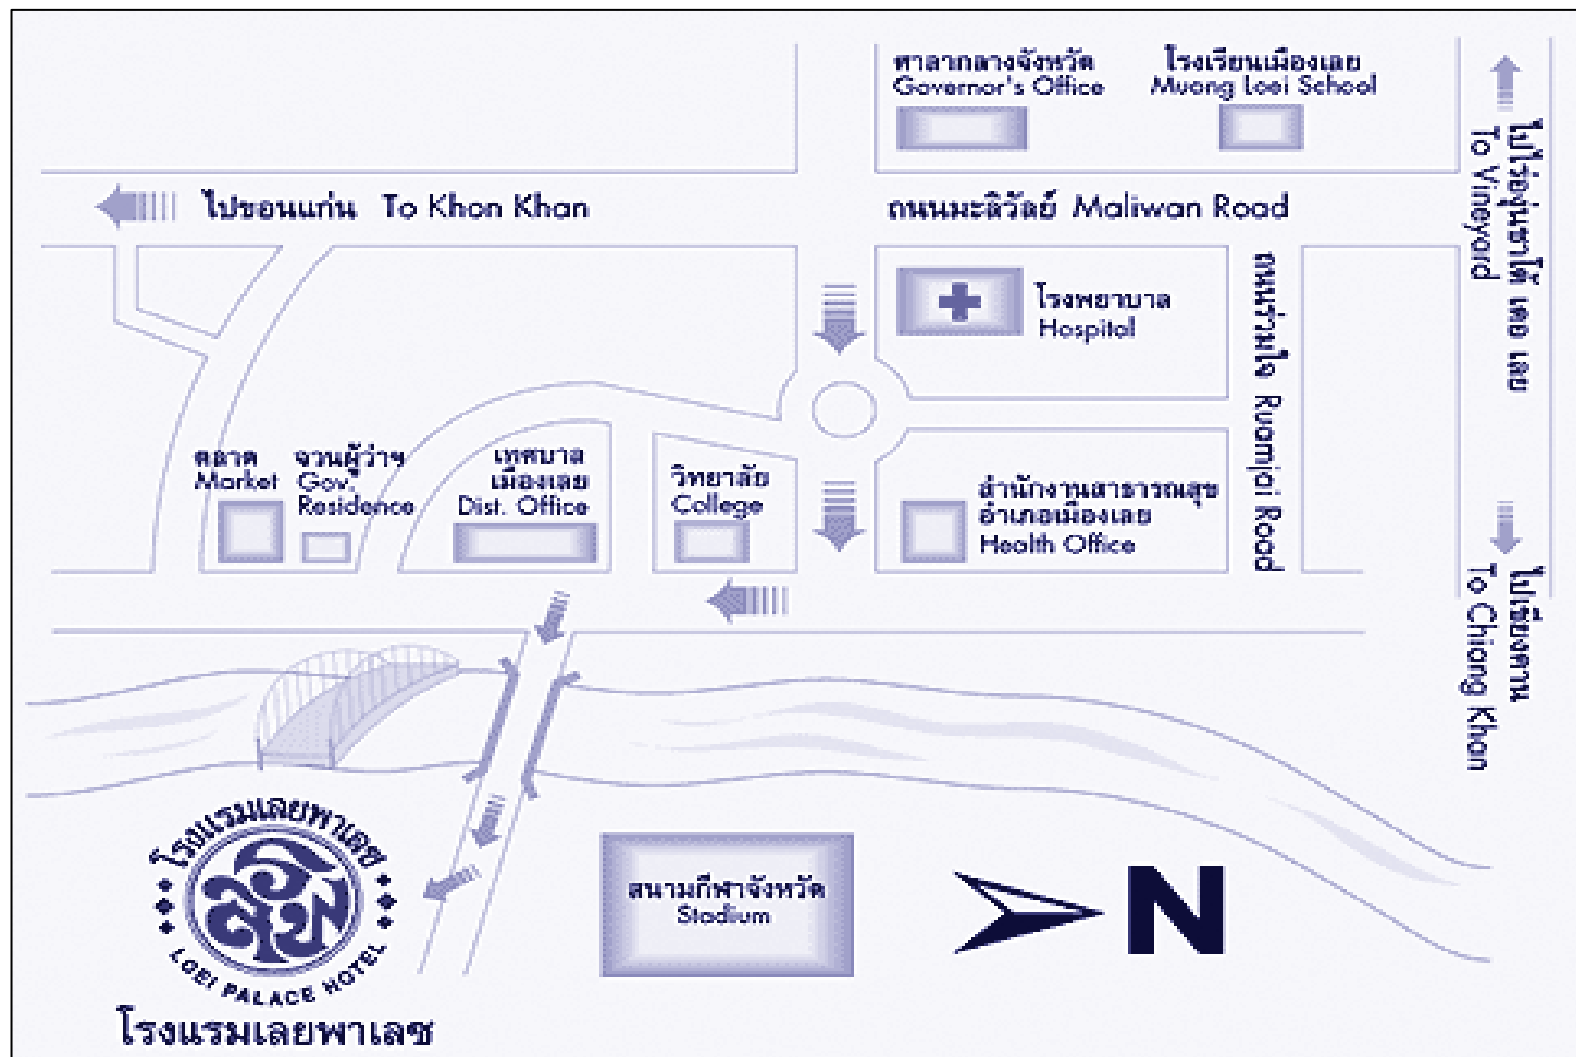 ศาลากลางจังหวัด
Governor's Office
โรงเรียนเมืองเลย
Muong Loei School
ไปขอนแก่น To Khon Khan
ถนนมะลิวัลย์ Maliwan Road
ไปไร่องุ่นชาโต้ เดอ เลย
To Vineyard
โรงพยาบาล
Hospital
ถนนร่วมใจ Ruamjai Road
ตลาด
Market
จวนผู้ว่าฯ
Gov.
Residence
เทศบาล
เมืองเลย
Dist. Office
วิทยาลัย
College
สำนักงานสาธารณสุข
อำเภอเมืองเลย
Health Office
ไปเชียงคาน
To Chiang Khan
โรงแรมเลยพาเลซ
LOEI PALACE HOTEL
โรงแรมเลยพาเลซ
สนามกีฬาจังหวัด
Stadium
N